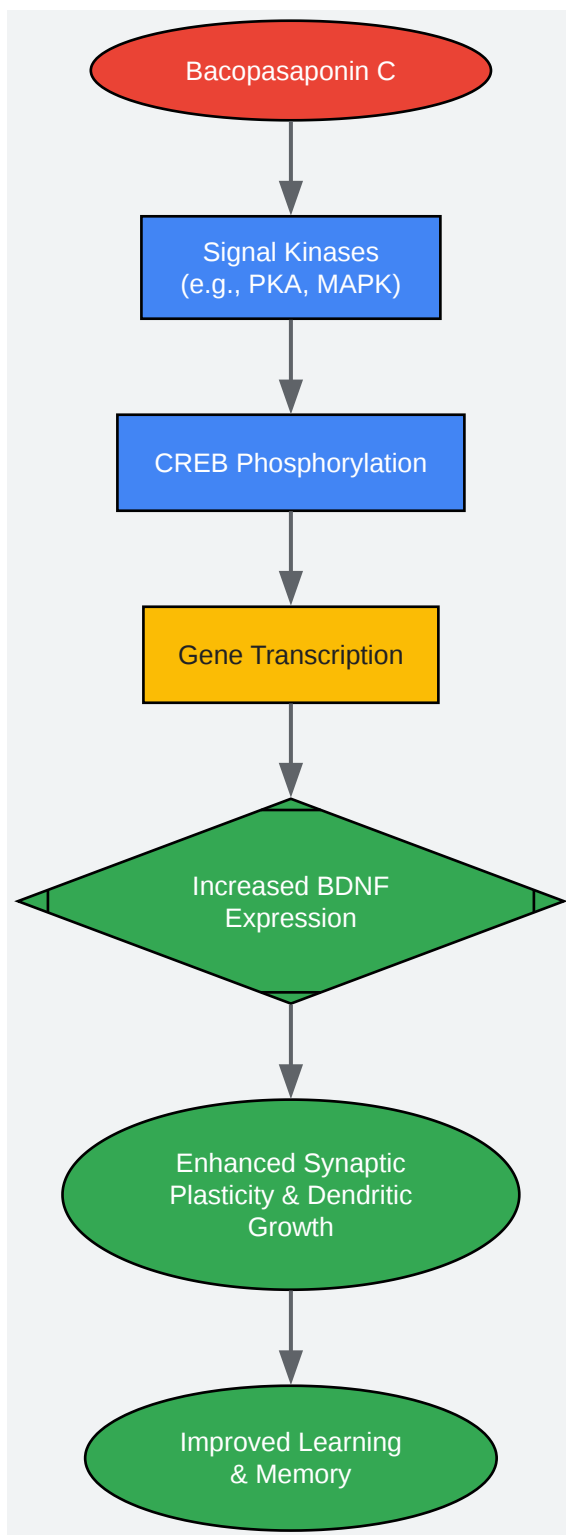 Bacopasaponin C
Signal Kinases
(e.g., PKA, MAPK)
CREB Phosphorylation
Gene Transcription
Increased BDNF
Expression
Enhanced Synaptic
Plasticity & Dendritic
Growth
Improved Learning
& Memory